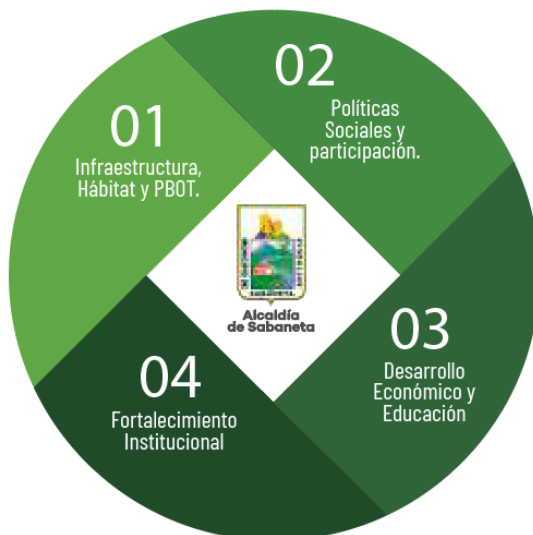 01
Infraestructura,
Hábitat y PBOT.
02
Políticas
Sociales y
participación.
03
Desarrollo
Económico y
Educación
04
Fortalecimiento
Institucional
Alcaldía
de Sabaneta